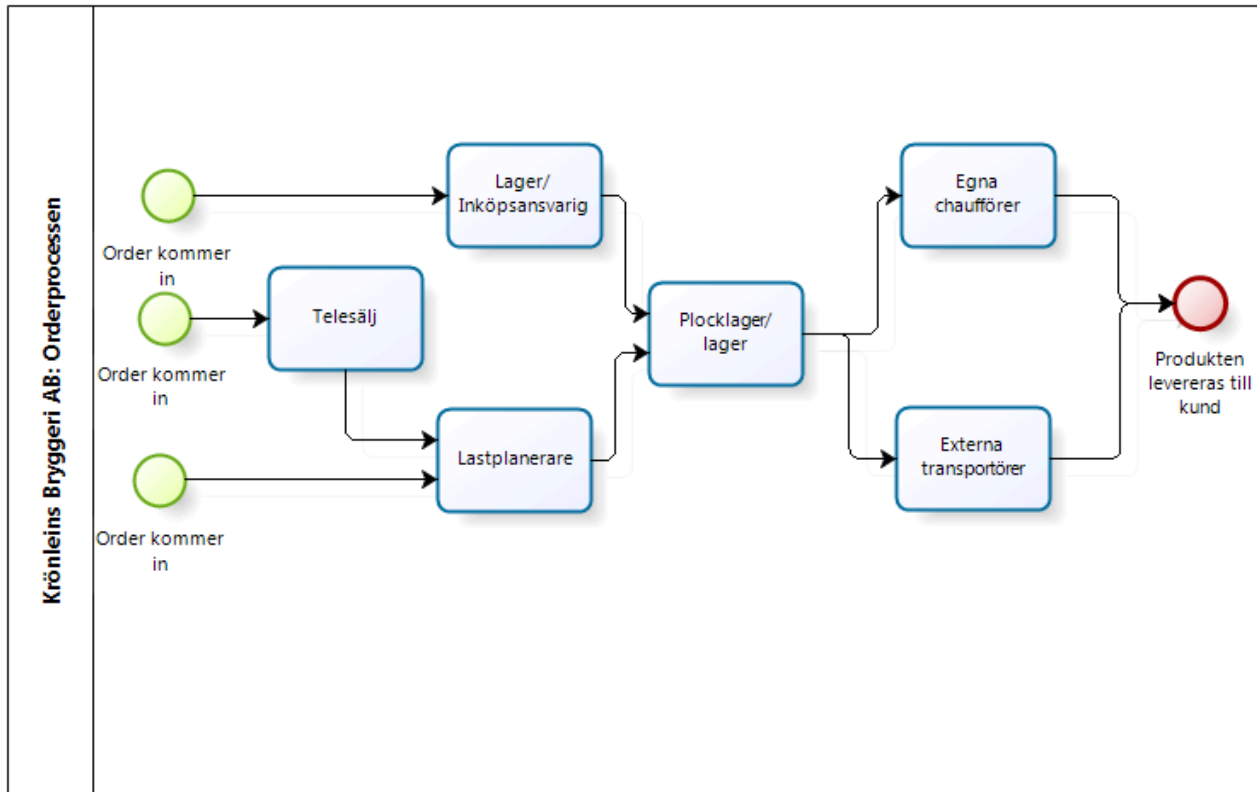 Krönleins Bryggeri AB: Orderprocessen
Order kommer
in
Lager/
Inköpsansvarig
Egna
chaufförer
Order kommer
in
Telesälj
Plocklager/
lager
Produkten
levereras till
kund
Order kommer
in
Lastplanerare
Externa
transportörer